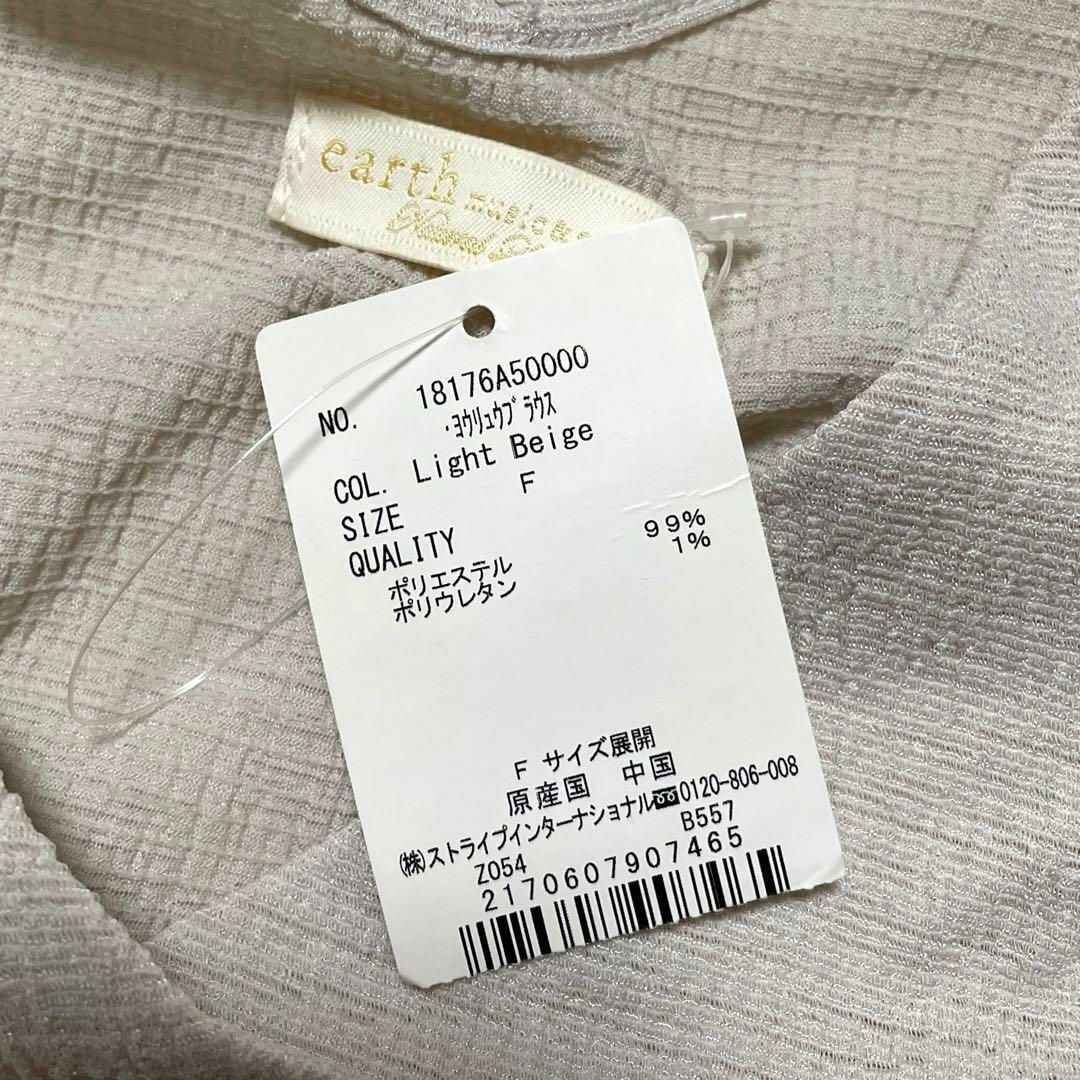 earth
NO. 18176A50000
・ヨウリュウブラウス
COL. Light Beige
SIZE F
QUALITY
ポリエステル 99%
ポリウレタン 1%
F サイズ展開
原産国 中国
(株)ストライプインターナショナル 0120-806-008
Z054 B557
2170607907465